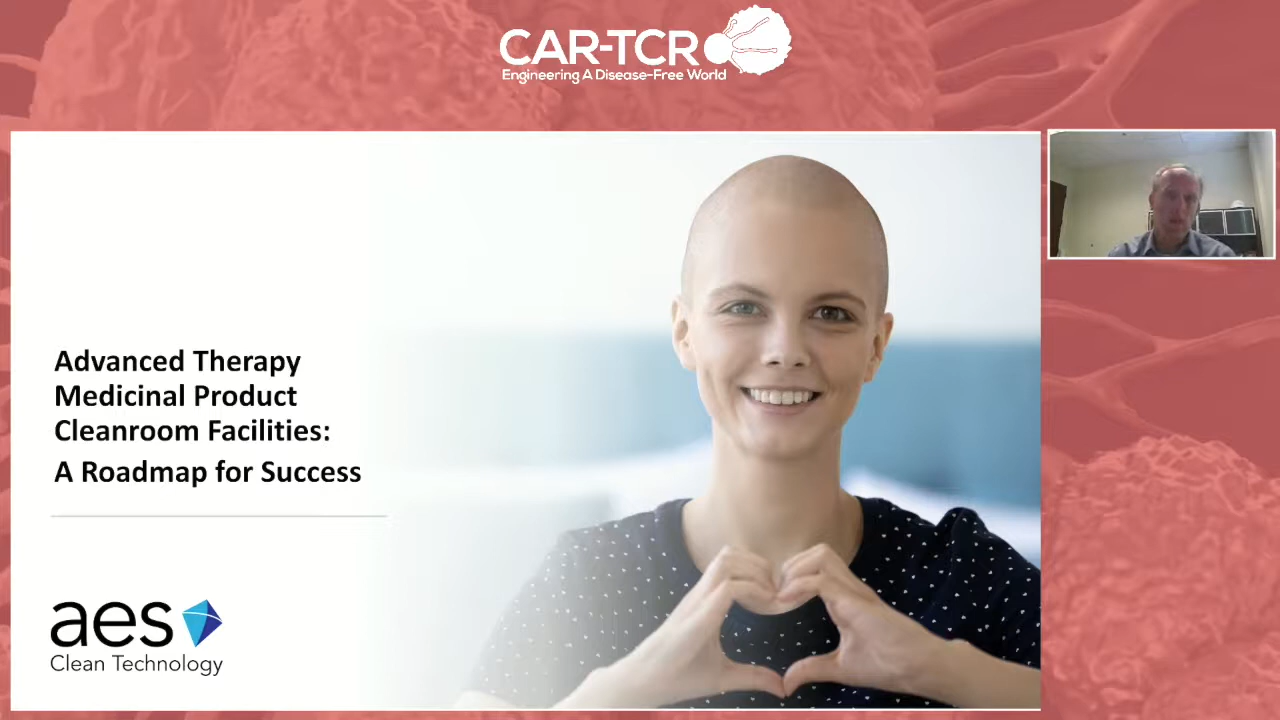 CAR-TCR
Engineering A Disease-Free World
Advanced Therapy
Medicinal Product
Cleanroom Facilities:
A Roadmap for Success
aes
Clean Technology